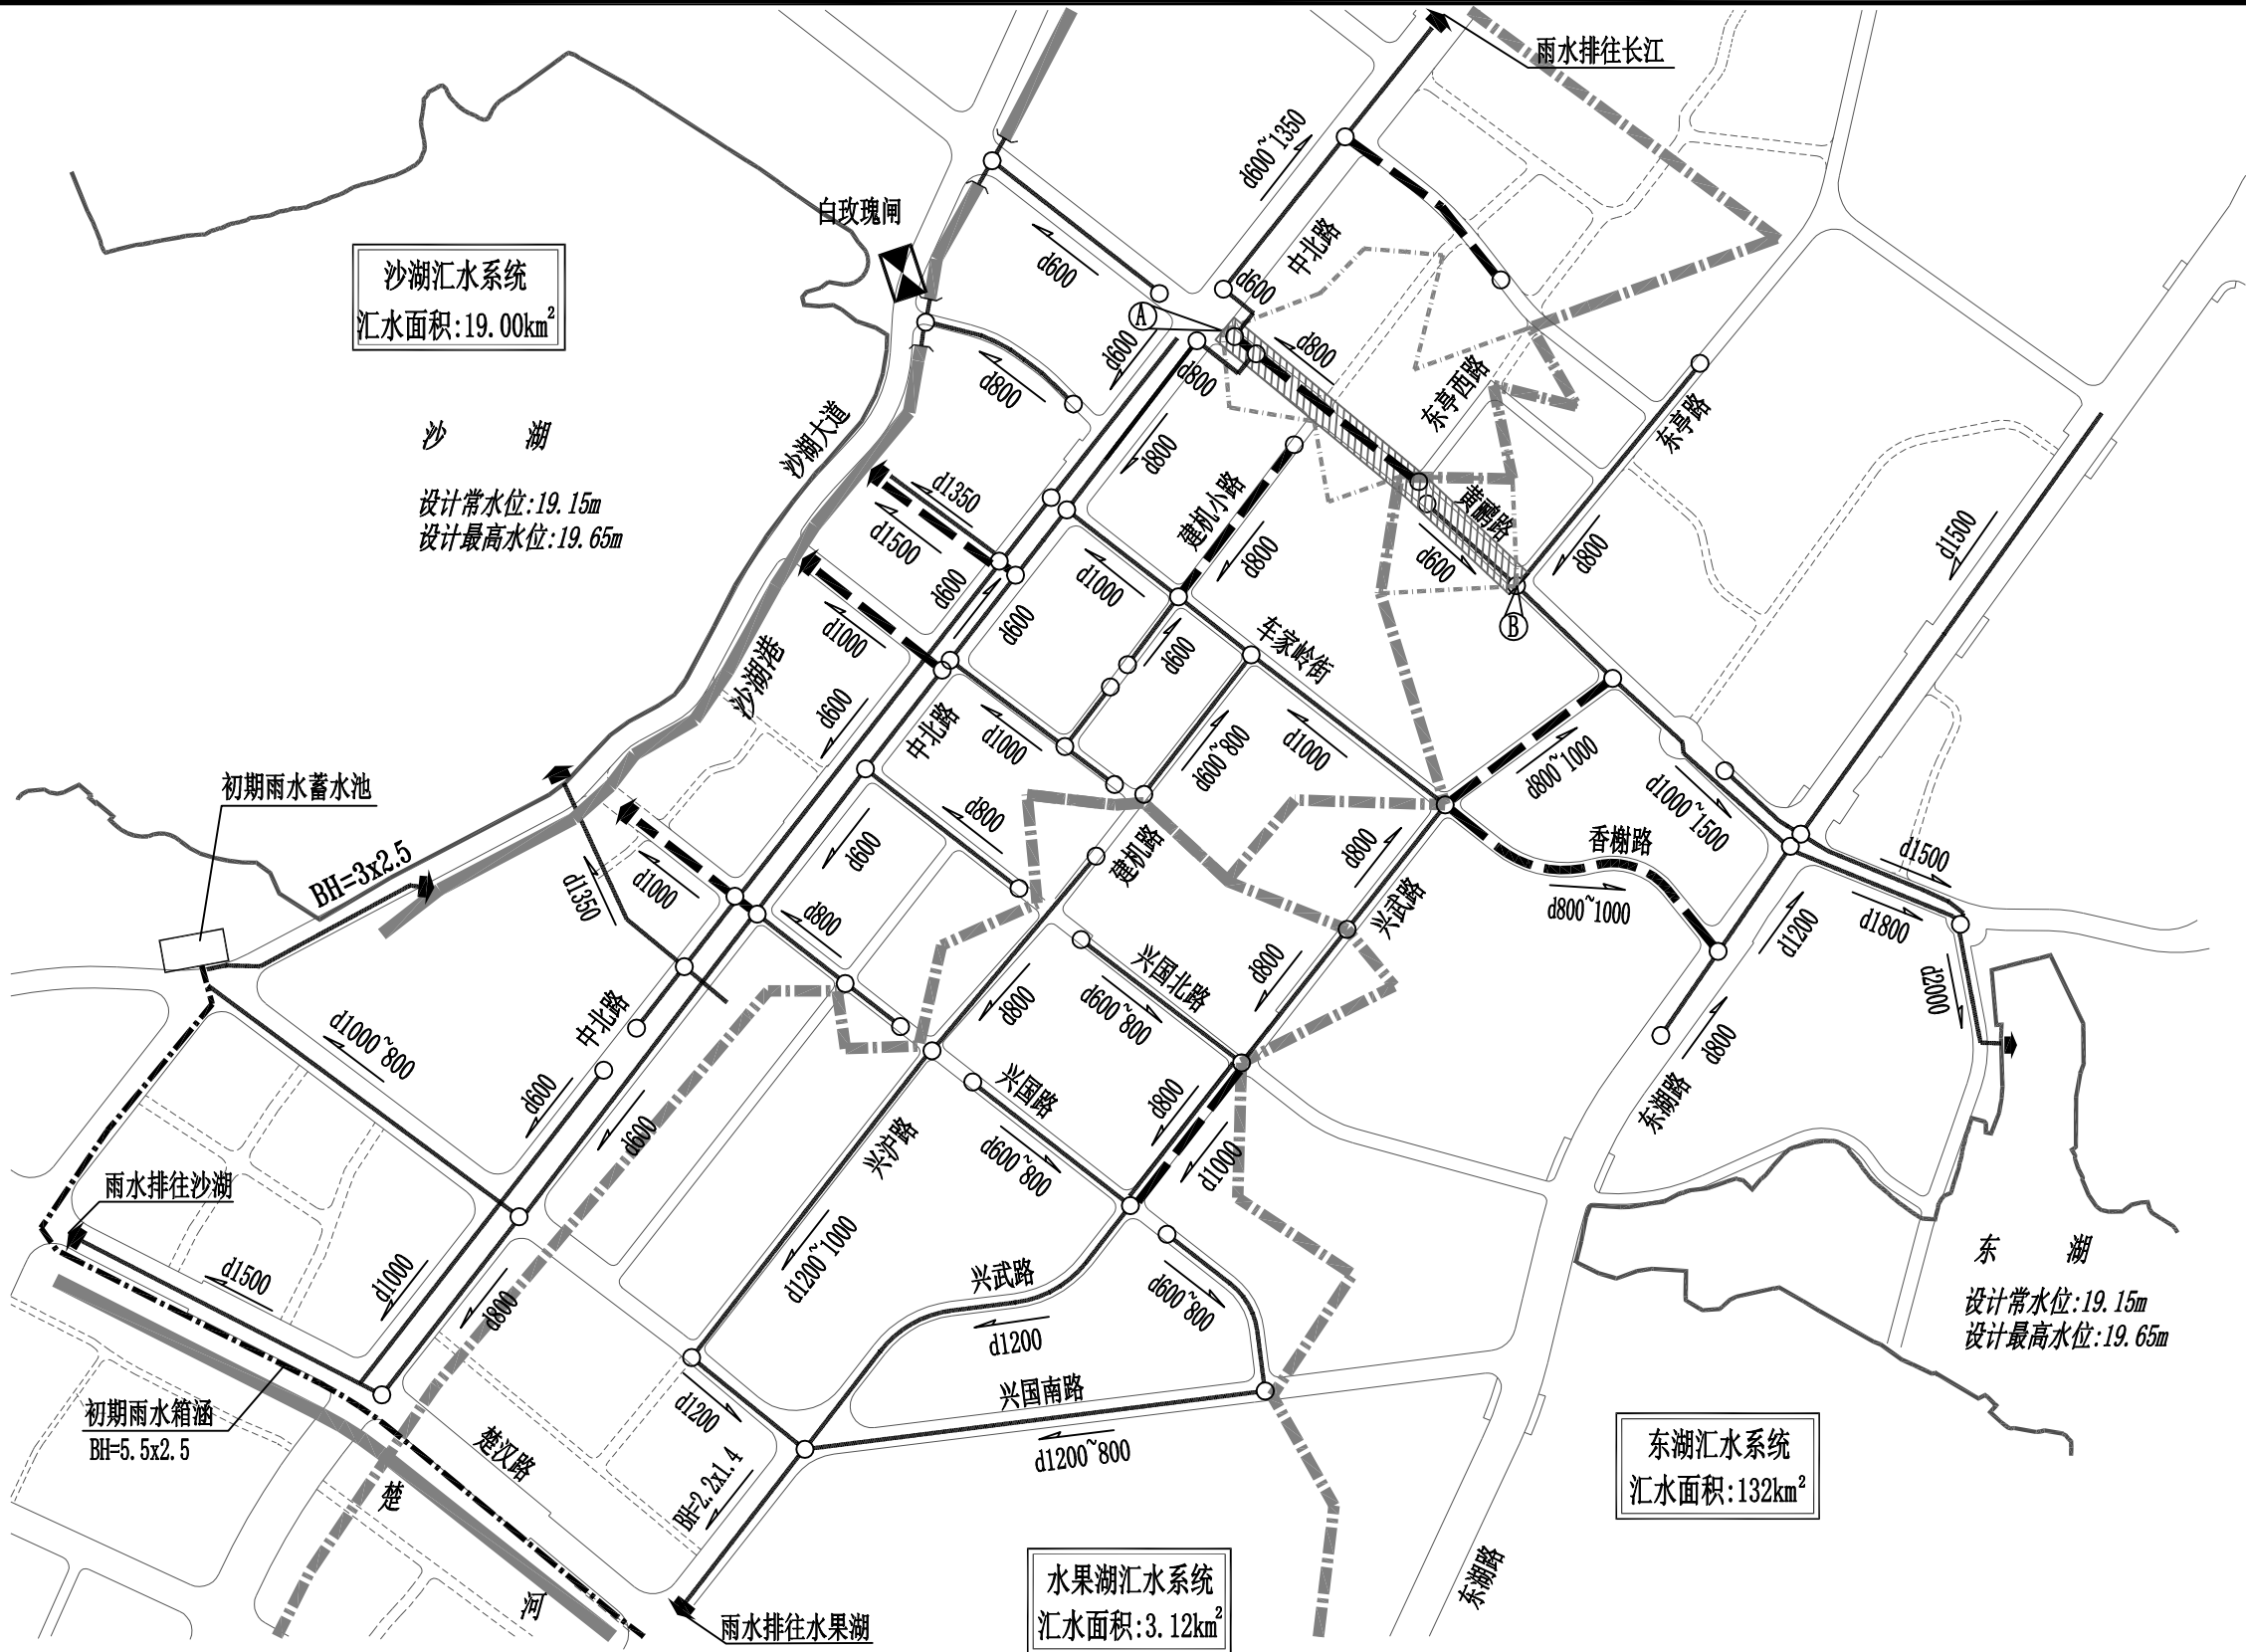 雨水排往长江
d600~1350
白玫瑰闸
中北路
d600
d600
沙湖汇水系统
汇水面积:19.00km²
A
d600
d800
d800
d800
东亭西路
东亭路
沙湖大道
沙 湖
设计常水位:19.15m
设计最高水位:19.65m
d1350
d1500
d800
建机小路
黄鹂路
d1500
d600
d1000
d800
d600
d800
d1000
d600
d600
车家岭街
B
沙湖港
d600
中北路
d1000
d600~800
d1000
d800~1000
d1000~1500
初期雨水蓄水池
BH=3x2.5
d1350
d1000
d600
d800
建机路
d800
香榭路
d1500
d800~1000
d1800
d1200
d800
兴武路
d800
兴国北路
d600~800
d2000
中北路
d1000~800
d800
d600
d600
兴国路
d600~800
d800
d1000
d800
东湖路
兴沪路
雨水排往沙湖
d1500
d1000
d800
d1200~1000
兴武路
d1200
d600~800
东 湖
设计常水位:19.15m
设计最高水位:19.65m
初期雨水箱涵
BH=5.5x2.5
d1200
兴国南路
d1200~800
楚汉路
楚
河
BH=2.2x1.4
东湖汇水系统
汇水面积:132km²
水果湖汇水系统
汇水面积:3.12km²
东湖路
雨水排往水果湖